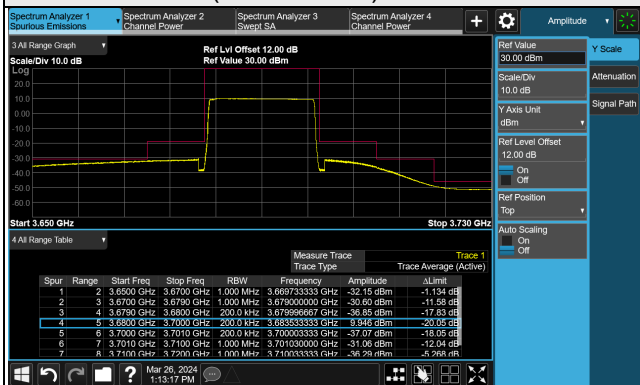 Spectrum Analyzer 1
Spurious Emissions
Spectrum Analyzer 2
Channel Power
Spectrum Analyzer 3
Swept SA
Spectrum Analyzer 4
Channel Power
Amplitude
3 All Range Graph
Scale/Div 10.0 dB
Ref Lvl Offset 12.00 dB
Ref Value 30.00 dBm
Log
20.0
10.0
0.00
-10.0
-20.0
-30.0
-40.0
-50.0
-60.0
Start 3.650 GHz
Stop 3.730 GHz
Ref Value
30.00 dBm
Scale/Div
10.0 dB
Y Axis Unit
dBm
Ref Level Offset
12.00 dB
On
Off
Ref Position
Top
Auto Scaling
On
Off
Y Scale
Attenuation
Signal Path
4 All Range Table
Measure Trace Trace 1
Trace Type Trace Average (Active)
Spur Range Start Freq Stop Freq RBW Frequency Amplitude ΔLimit
1 2 3.6500 GHz 3.6700 GHz 1.000 MHz 3.669733333 GHz -32.15 dBm -1.134 dB
2 3 3.6700 GHz 3.6790 GHz 1.000 MHz 3.679000000 GHz -30.60 dBm -11.58 dB
3 4 3.6790 GHz 3.6800 GHz 200.0 kHz 3.679996667 GHz -36.85 dBm -17.83 dB
4 5 3.6800 GHz 3.7000 GHz 200.0 kHz 3.683533333 GHz 9.946 dBm -20.05 dB
5 6 3.7000 GHz 3.7010 GHz 200.0 kHz 3.700003333 GHz -37.07 dBm -18.05 dB
6 7 3.7010 GHz 3.7100 GHz 1.000 MHz 3.701030000 GHz -31.06 dBm -12.04 dB
7 8 3.7100 GHz 3.7200 GHz 1.000 MHz 3.710033333 GHz -36.29 dBm -5.268 dB
Mar 26, 2024
1:13:17 PM